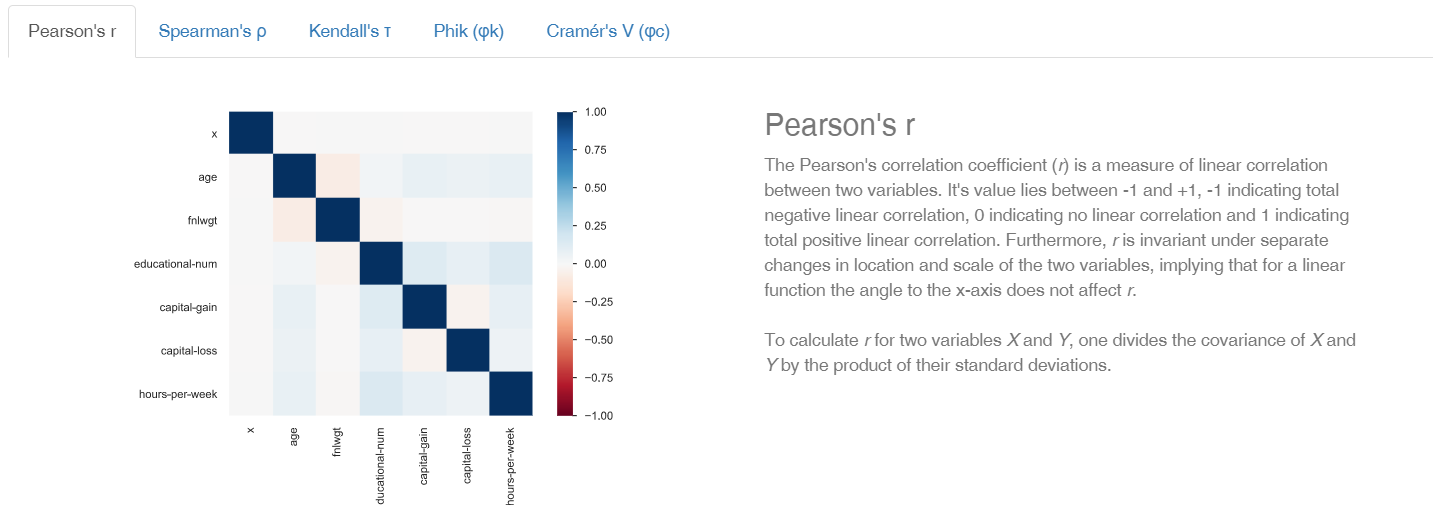 Pearson's r Spearman's ρ Kendall's τ Phik (φk) Cramér's V (φc)
x
age
fnlwgt
educational-num
capital-gain
capital-loss
hours-per-week
x
age
fnlwgt
ducational-num
capital-gain
capital-loss
hours-per-week
1.00
0.75
0.50
0.25
0.00
−0.25
−0.50
−0.75
−1.00
Pearson's r
The Pearson's correlation coefficient (r) is a measure of linear correlation
between two variables. It's value lies between -1 and +1, -1 indicating total
negative linear correlation, 0 indicating no linear correlation and 1 indicating
total positive linear correlation. Furthermore, r is invariant under separate
changes in location and scale of the two variables, implying that for a linear
function the angle to the x-axis does not affect r.
To calculate r for two variables X and Y, one divides the covariance of X and
Y by the product of their standard deviations.